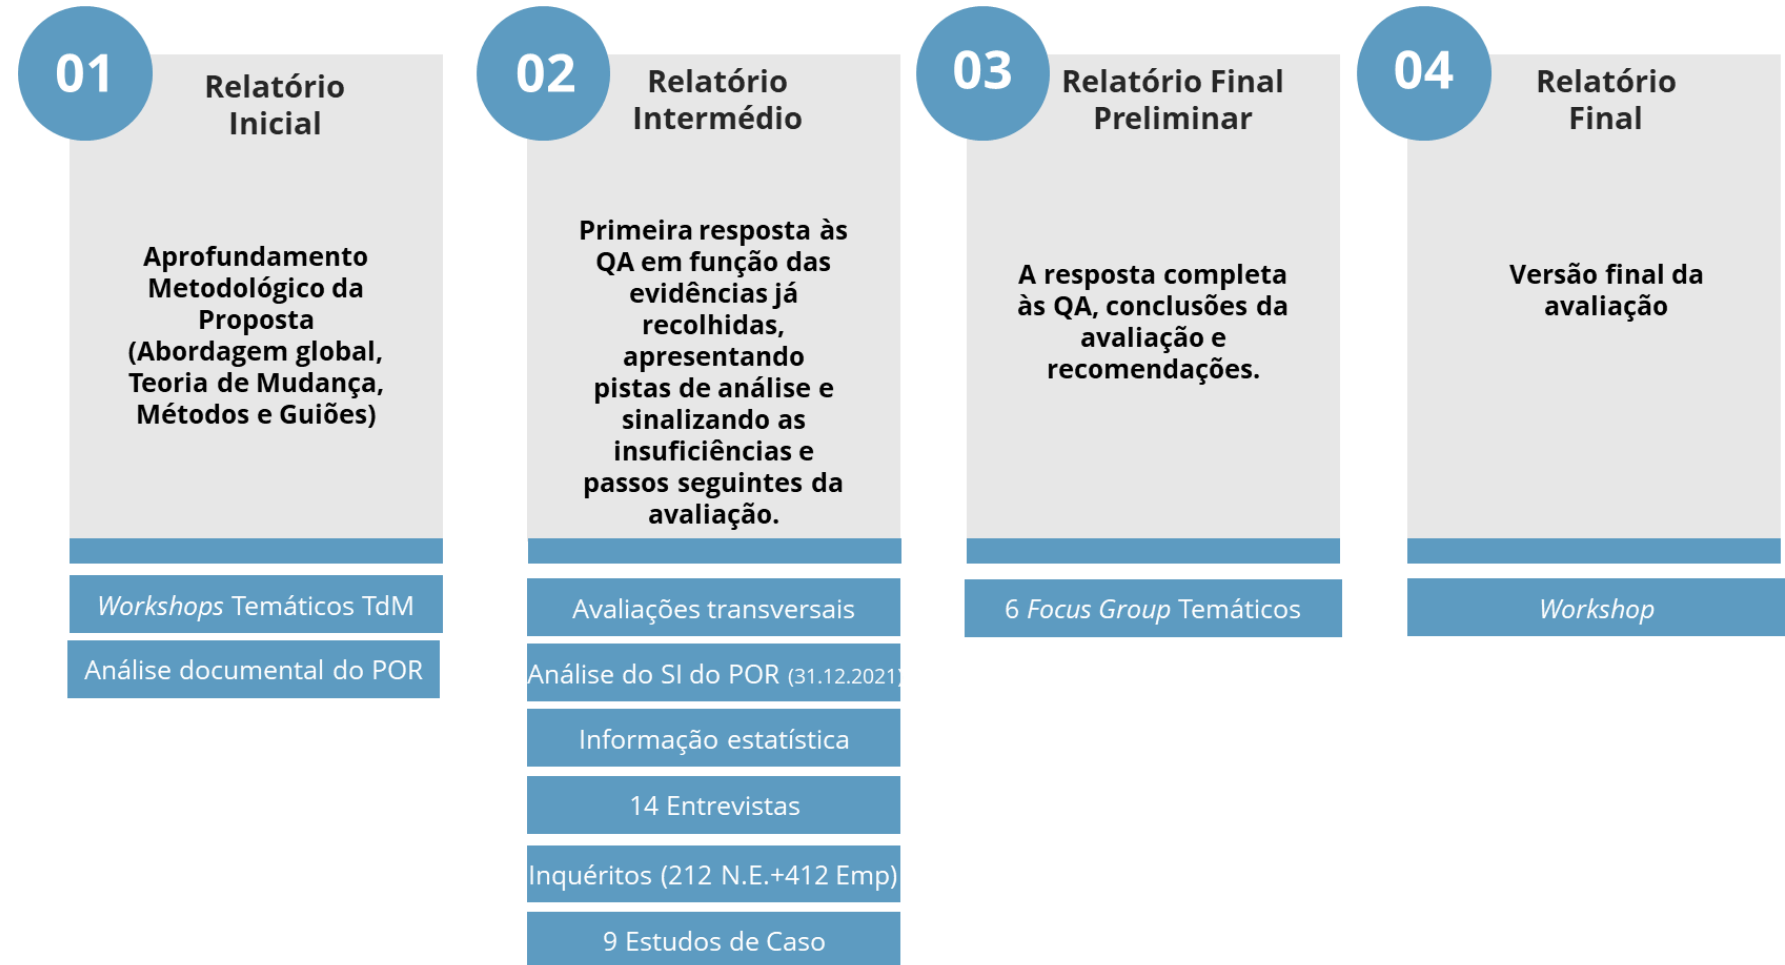 01
Relatório
Inicial
Aprofundamento
Metodológico da
Proposta
(Abordagem global,
Teoria de Mudança,
Métodos e Guiões)
Workshops Temáticos TdM
Análise documental do POR
02
Relatório
Intermédio
Primeira resposta às
QA em função das
evidências já
recolhidas,
apresentando
pistas de análise e
sinalizando as
insuficiências e
passos seguintes da
avaliação.
Avaliações transversais
Análise do SI do POR (31.12.2021)
Informação estatística
14 Entrevistas
Inquéritos (212 N.E.+412 Emp)
9 Estudos de Caso
03
Relatório Final
Preliminar
A resposta completa
às QA, conclusões da
avaliação e
recomendações.
6 Focus Group Temáticos
04
Relatório
Final
Versão final da
avaliação
Workshop